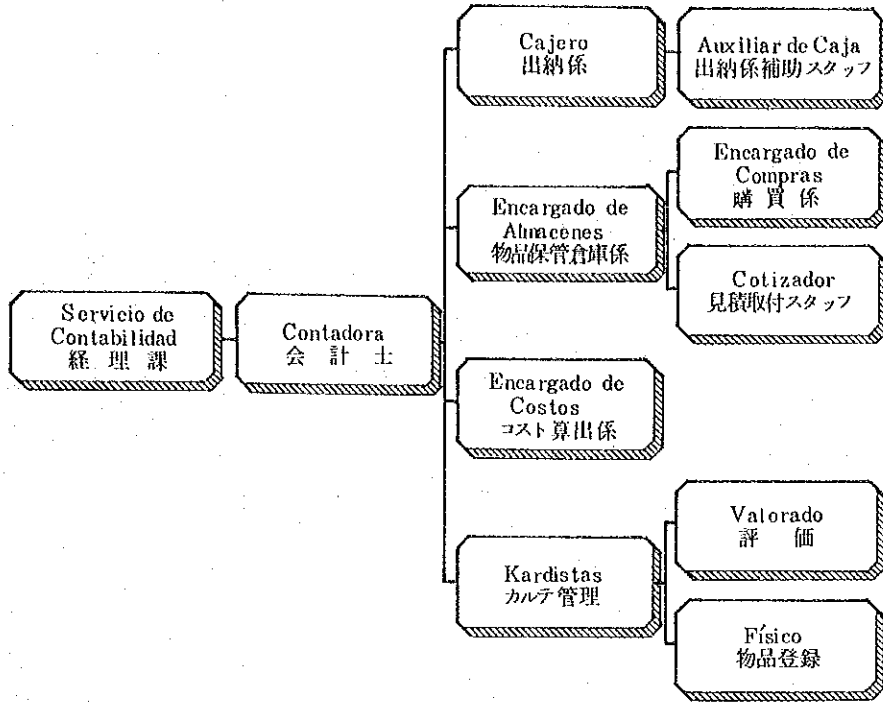 Cajero
出納係
Auxiliar de Caja
出納係補助スタッフ
Encargado de
Almacenes
物品保管倉庫係
Encargado de
Compras
購買係
Cotizador
見積取付スタッフ
Servicio de
Contabilidad
経理課
Contadora
会計士
Encargado de
Costos
コスト算出係
Kardistas
カルテ管理
Valorado
評価
Físico
物品登録